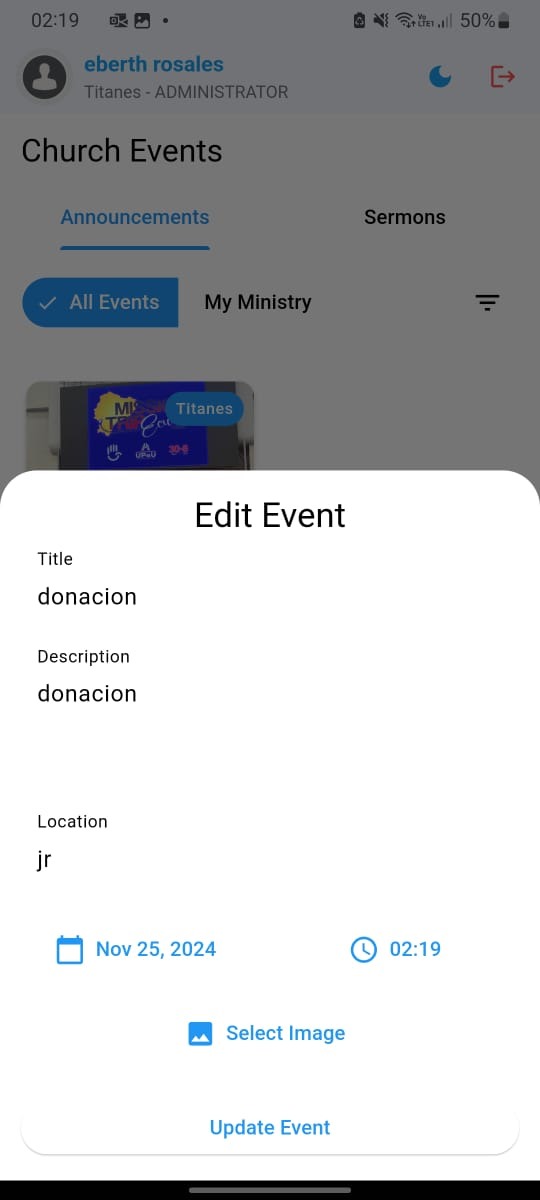 02:19
50%
eberth rosales
Titanes - ADMINISTRATOR
Church Events
Announcements
Sermons
All Events
My Ministry
Titanes
UPeU
Edit Event
Title
donacion
Description
donacion
Location
jr
Nov 25, 2024
02:19
Select Image
Update Event